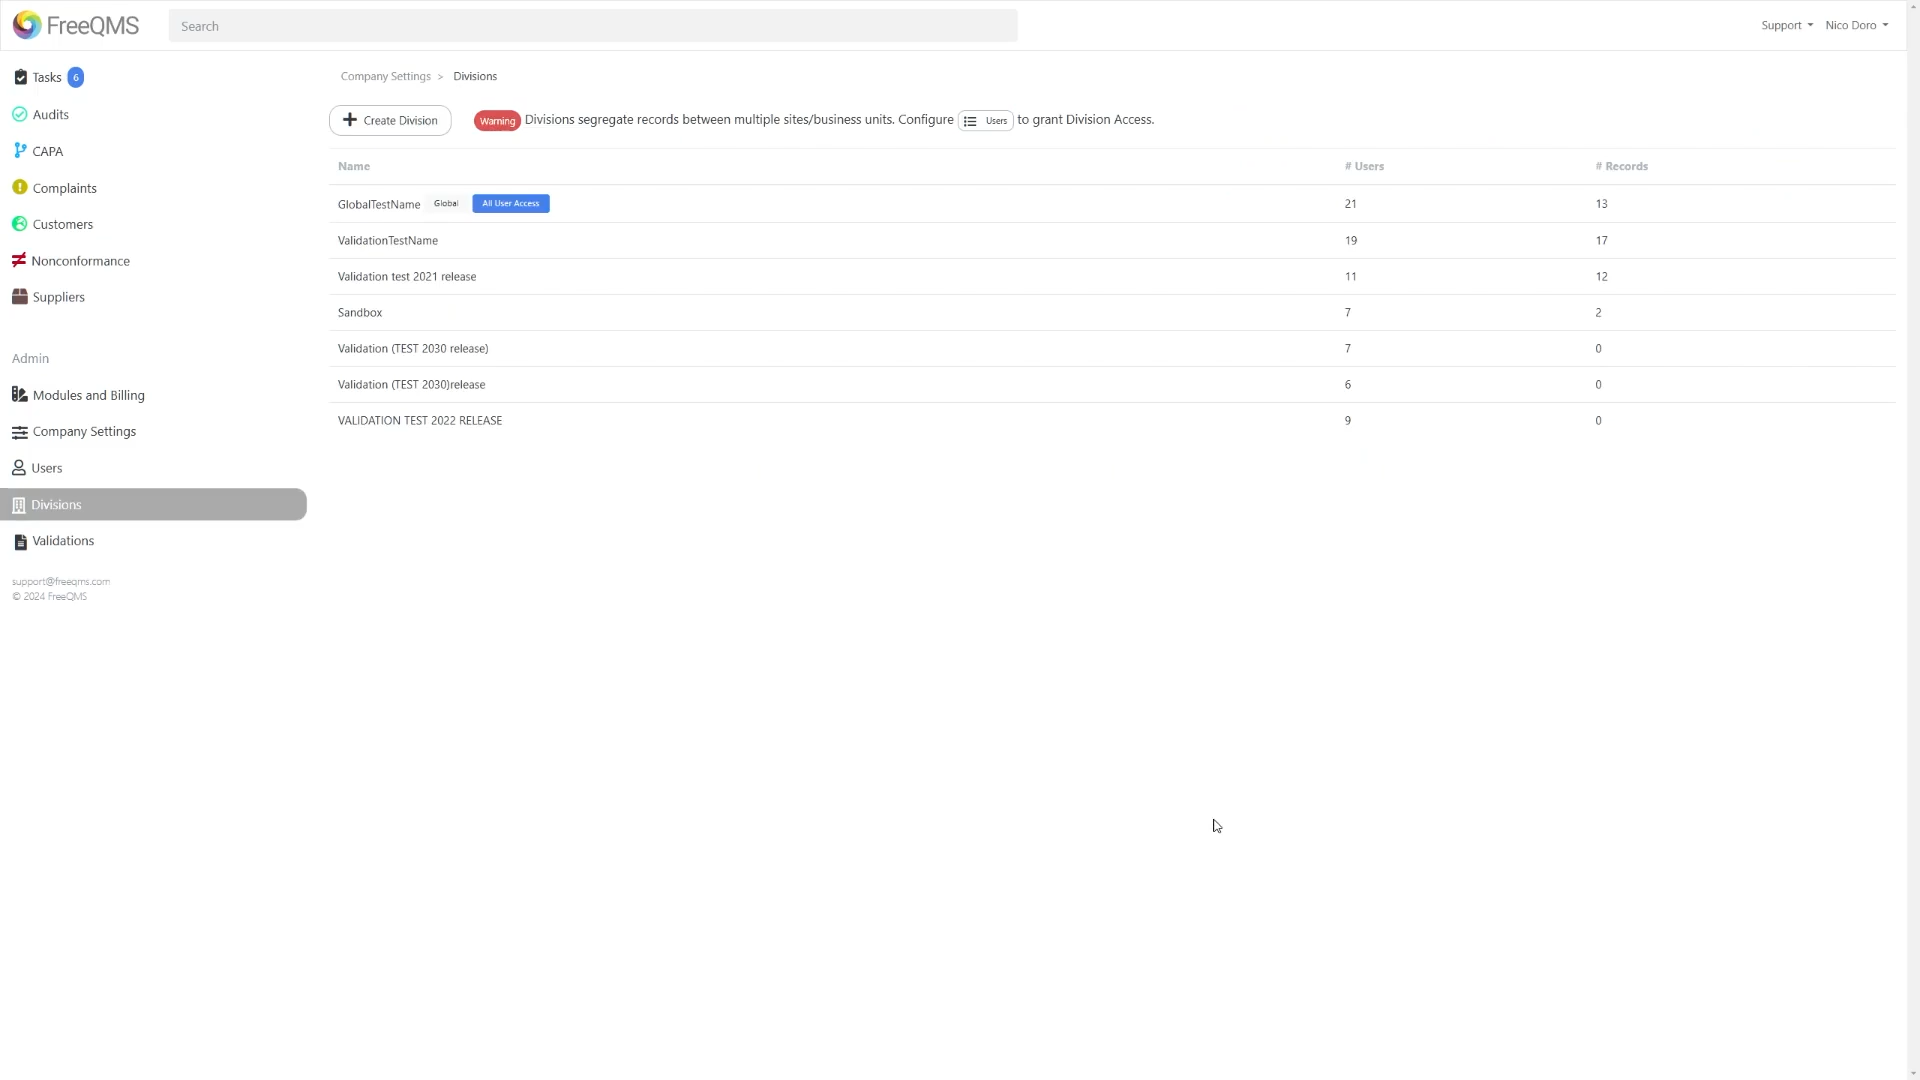 FreeQMS
Search
Support
Nico Doro
Tasks 6
Audits
CAPA
Complaints
Customers
Nonconformance
Suppliers
Admin
Modules and Billing
Company Settings
Users
Divisions
Validations
support@freeqms.com
© 2024 FreeQMS
Company Settings > Divisions
Create Division
Warning Divisions segregate records between multiple sites/business units. Configure Users to grant Division Access.
Name # Users # Records
GlobalTestName Global All User Access 21 13
ValidationTestName 19 17
Validation test 2021 release 11 12
Sandbox 7 2
Validation (TEST 2030 release) 7 0
Validation (TEST 2030)release 6 0
VALIDATION TEST 2022 RELEASE 9 0